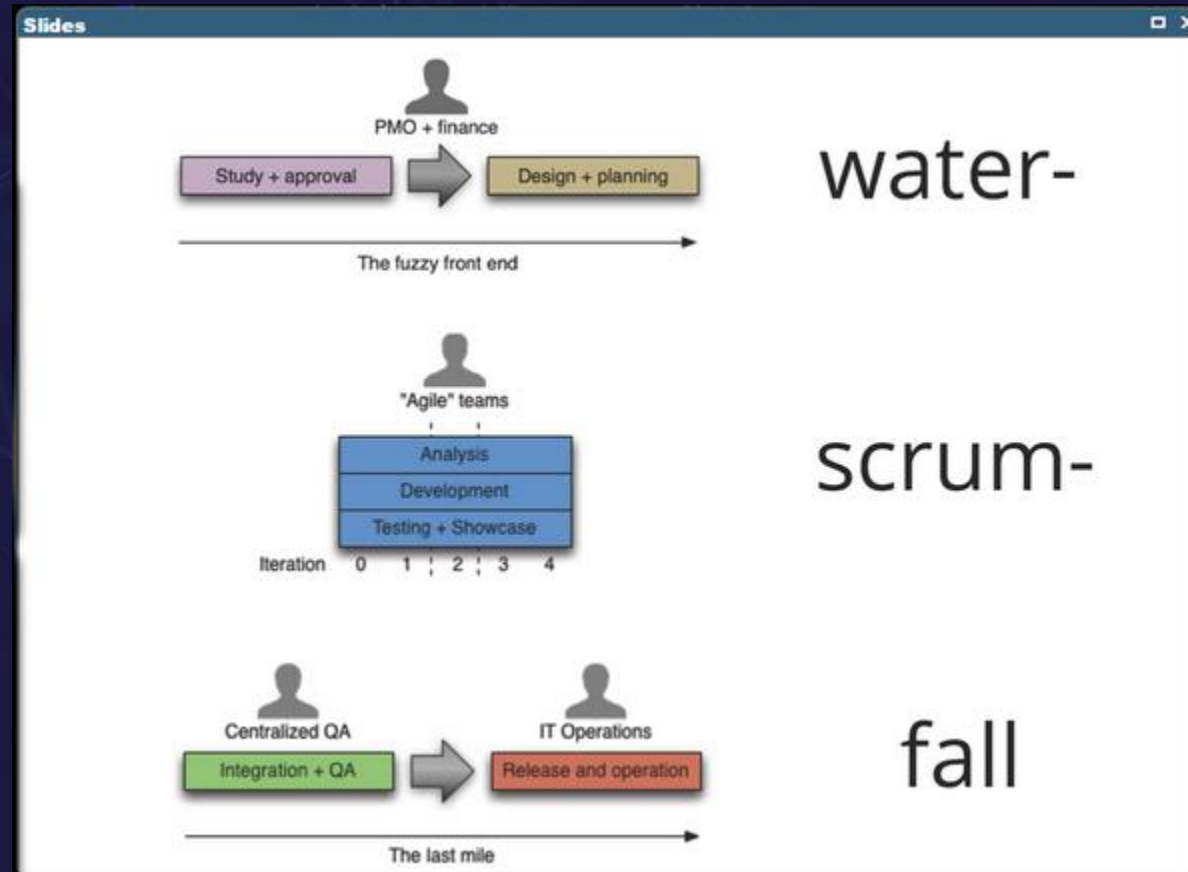 Slides
PMO + finance
Study + approval
Design + planning
The fuzzy front end
water-
"Agile" teams
Analysis
Development
Testing + Showcase
Iteration 0 1 2 3 4
scrum-
Centralized QA
IT Operations
Integration + QA
Release and operation
The last mile
fall